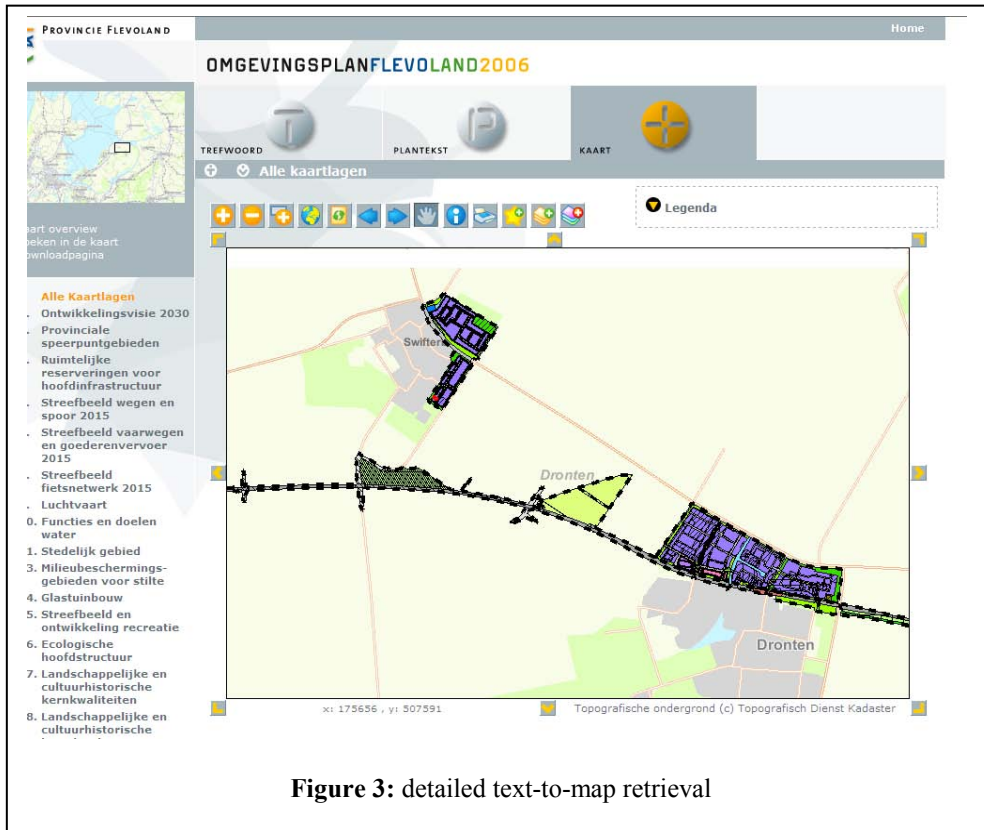 PROVINCIE FLEVOLAND
Home
OMGEVINGSPLANFLEVOLAND2006
TREFWOORD
PLANTEKST
KAART
Alle kaartlagen
Legenda
art overview
eken in de kaart
ownloadpagina
Alle Kaartlagen
. Ontwikkelingsvisie 2030
. Provinciale
speerpuntgebieden
. Ruimtelijke
reserveringen voor
hoofdinfrastructuur
. Streefbeeld wegen en
spoor 2015
. Streefbeeld vaarwegen
en goederenvervoer
2015
. Streefbeeld
fietsnetwerk 2015
. Luchtvaart
0. Functies en doelen
water
1. Stedelijk gebied
3. Milieubeschermings-
gebieden voor stilte
4. Glastuinbouw
5. Streefbeeld en
ontwikkeling recreatie
6. Ecologische
hoofdstructuur
7. Landschappelijke en
cultuurhistorische
kernkwaliteiten
8. Landschappelijke en
cultuurhistorische
Swifter
Dronten
Dronten
x: 175656 , y: 507591
Topografische ondergrond (c) Topografisch Dienst Kadaster
Figure 3: detailed text-to-map retrieval